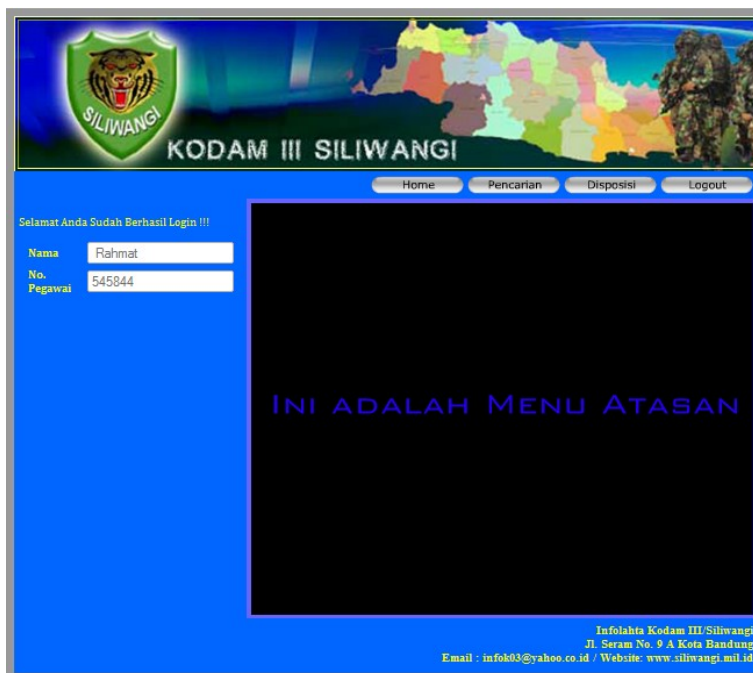 SILIWANGI
KODAM III SILIWANGI
Home Pencarian Disposisi Logout
Selamat Anda Sudah Berhasil Login !!!
Nama Rahmat
No. Pegawai 545844
Ini adalah Menu Atasan
Infolahta Kodam III/Siliwangi
Jl. Seram No. 9 A Kota Bandung
Email : infok03@yahoo.co.id / Website: www.siliwangi.mil.id